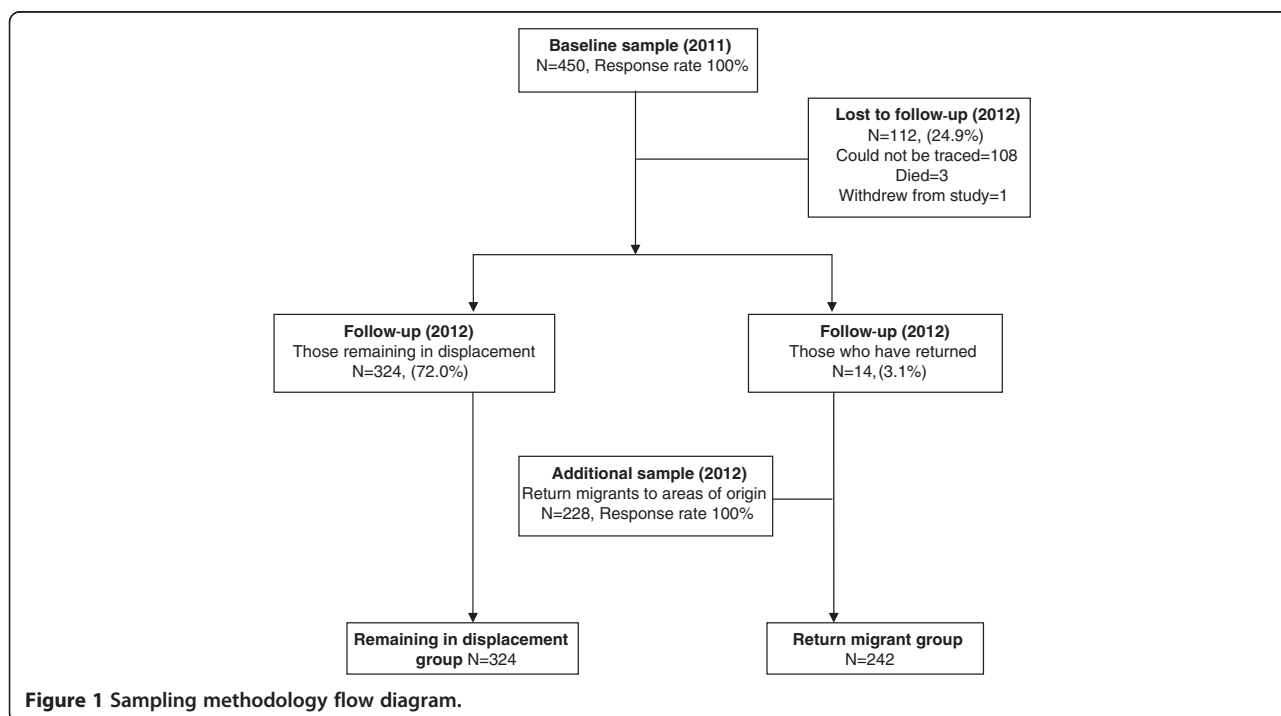 Baseline sample (2011)
N=450, Response rate 100%
Lost to follow-up (2012)
N=112, (24.9%)
Could not be traced=108
Died=3
Withdrew from study=1
Follow-up (2012)
Those remaining in displacement
N=324, (72.0%)
Follow-up (2012)
Those who have returned
N=14, (3.1%)
Additional sample (2012)
Return migrants to areas of origin
N=228, Response rate 100%
Remaining in displacement
group N=324
Return migrant group
N=242
Figure 1 Sampling methodology flow diagram.